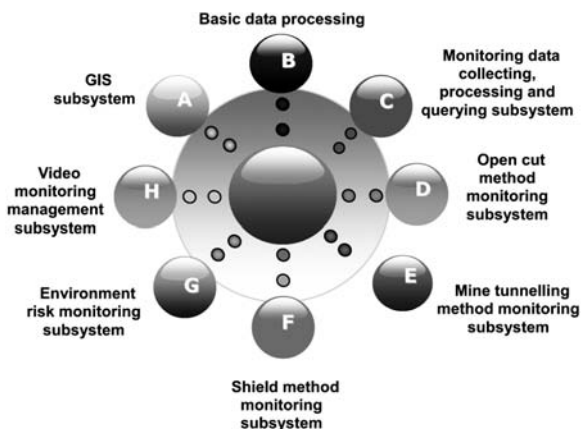 Basic data processing
B
GIS
subsystem
A
C
Monitoring data
collecting,
processing and
querying subsystem
Video
monitoring
management
subsystem
H
D
Open cut
method
monitoring
subsystem
Environment
risk monitoring
subsystem
G
E
Mine tunnelling
method monitoring
subsystem
F
Shield method
monitoring
subsystem